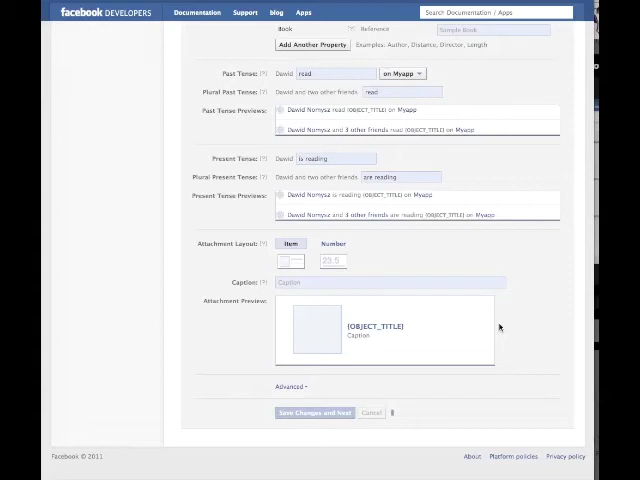 facebook DEVELOPERS Documentation Support blog Apps Search Documentation / Apps
Book [?] Reference Sample Book
Add Another Property Examples: Author, Distance, Director, Length
Past Tense: [?] Dawid read on Myapp
Plural Past Tense: [?] Dawid and two other friends read
Past Tense Previews: Dawid Nomysz read {OBJECT_TITLE} on Myapp
Dawid Nomysz and 3 other friends read {OBJECT_TITLE} on Myapp
Present Tense: [?] Dawid is reading
Plural Present Tense: [?] Dawid and two other friends are reading
Present Tense Previews: Dawid Nomysz is reading {OBJECT_TITLE} on Myapp
Dawid Nomysz and 3 other friends are reading {OBJECT_TITLE} on Myapp
Attachment Layout: [?] Item Number
23.5
Caption: [?] Caption
Attachment Preview:
{OBJECT_TITLE}
Caption
Advanced
Save Changes and Next Cancel
Facebook © 2011 About Platform policies Privacy policy